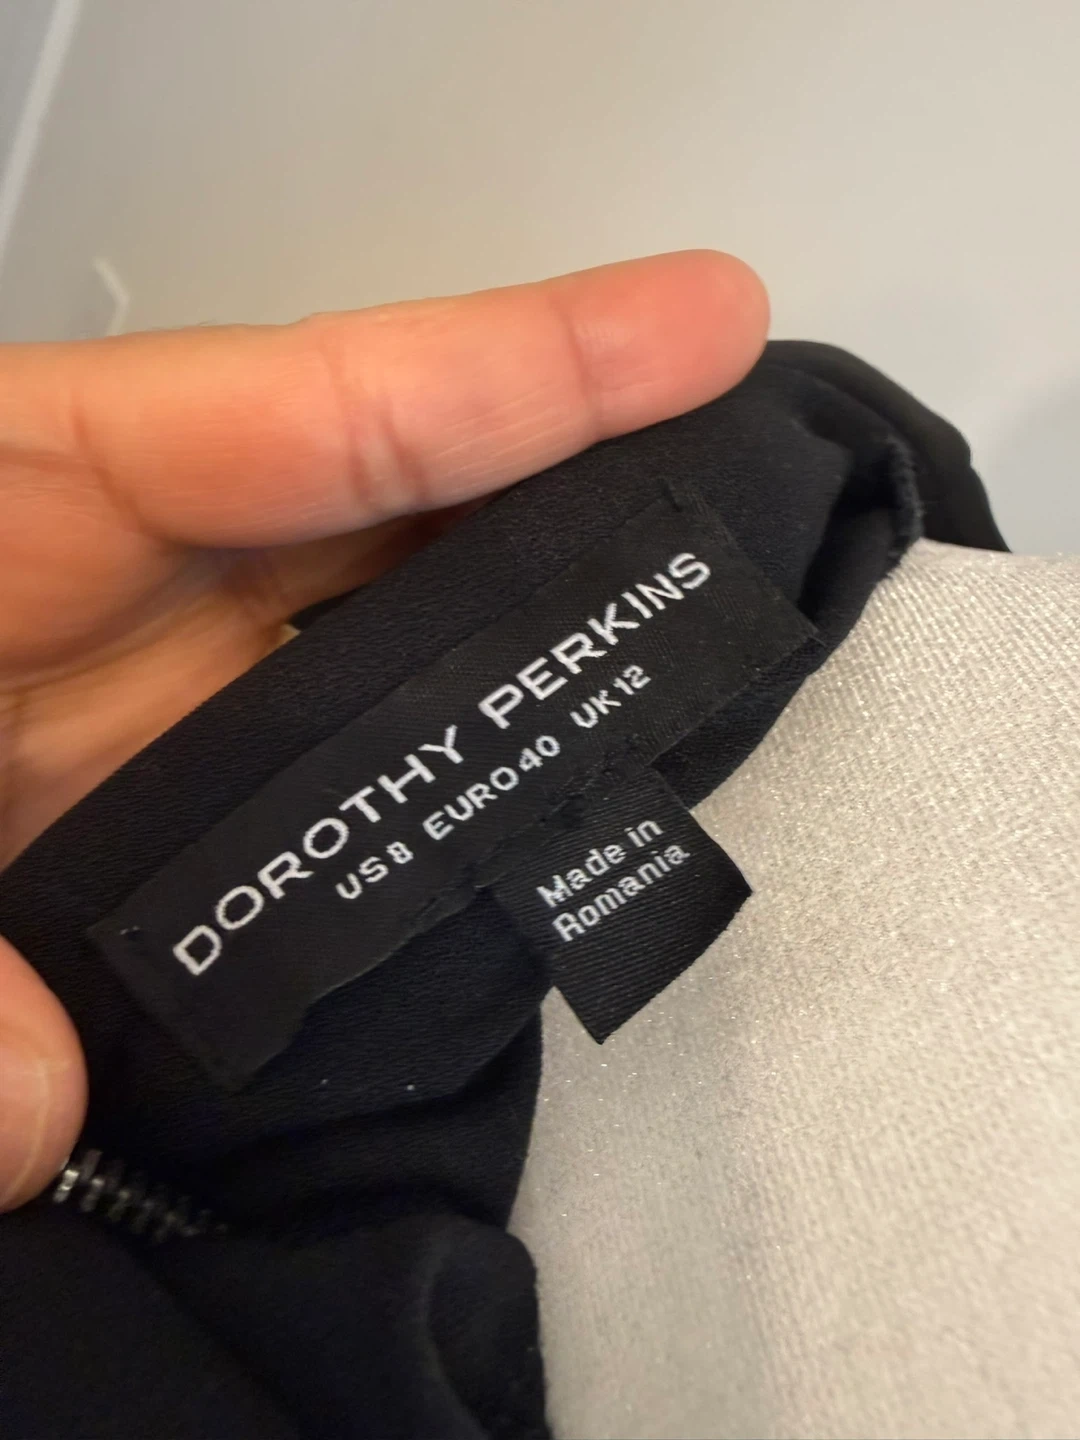 DOROTHY PERKINS
US 8 EURO 40 UK 12
Made in
Romania